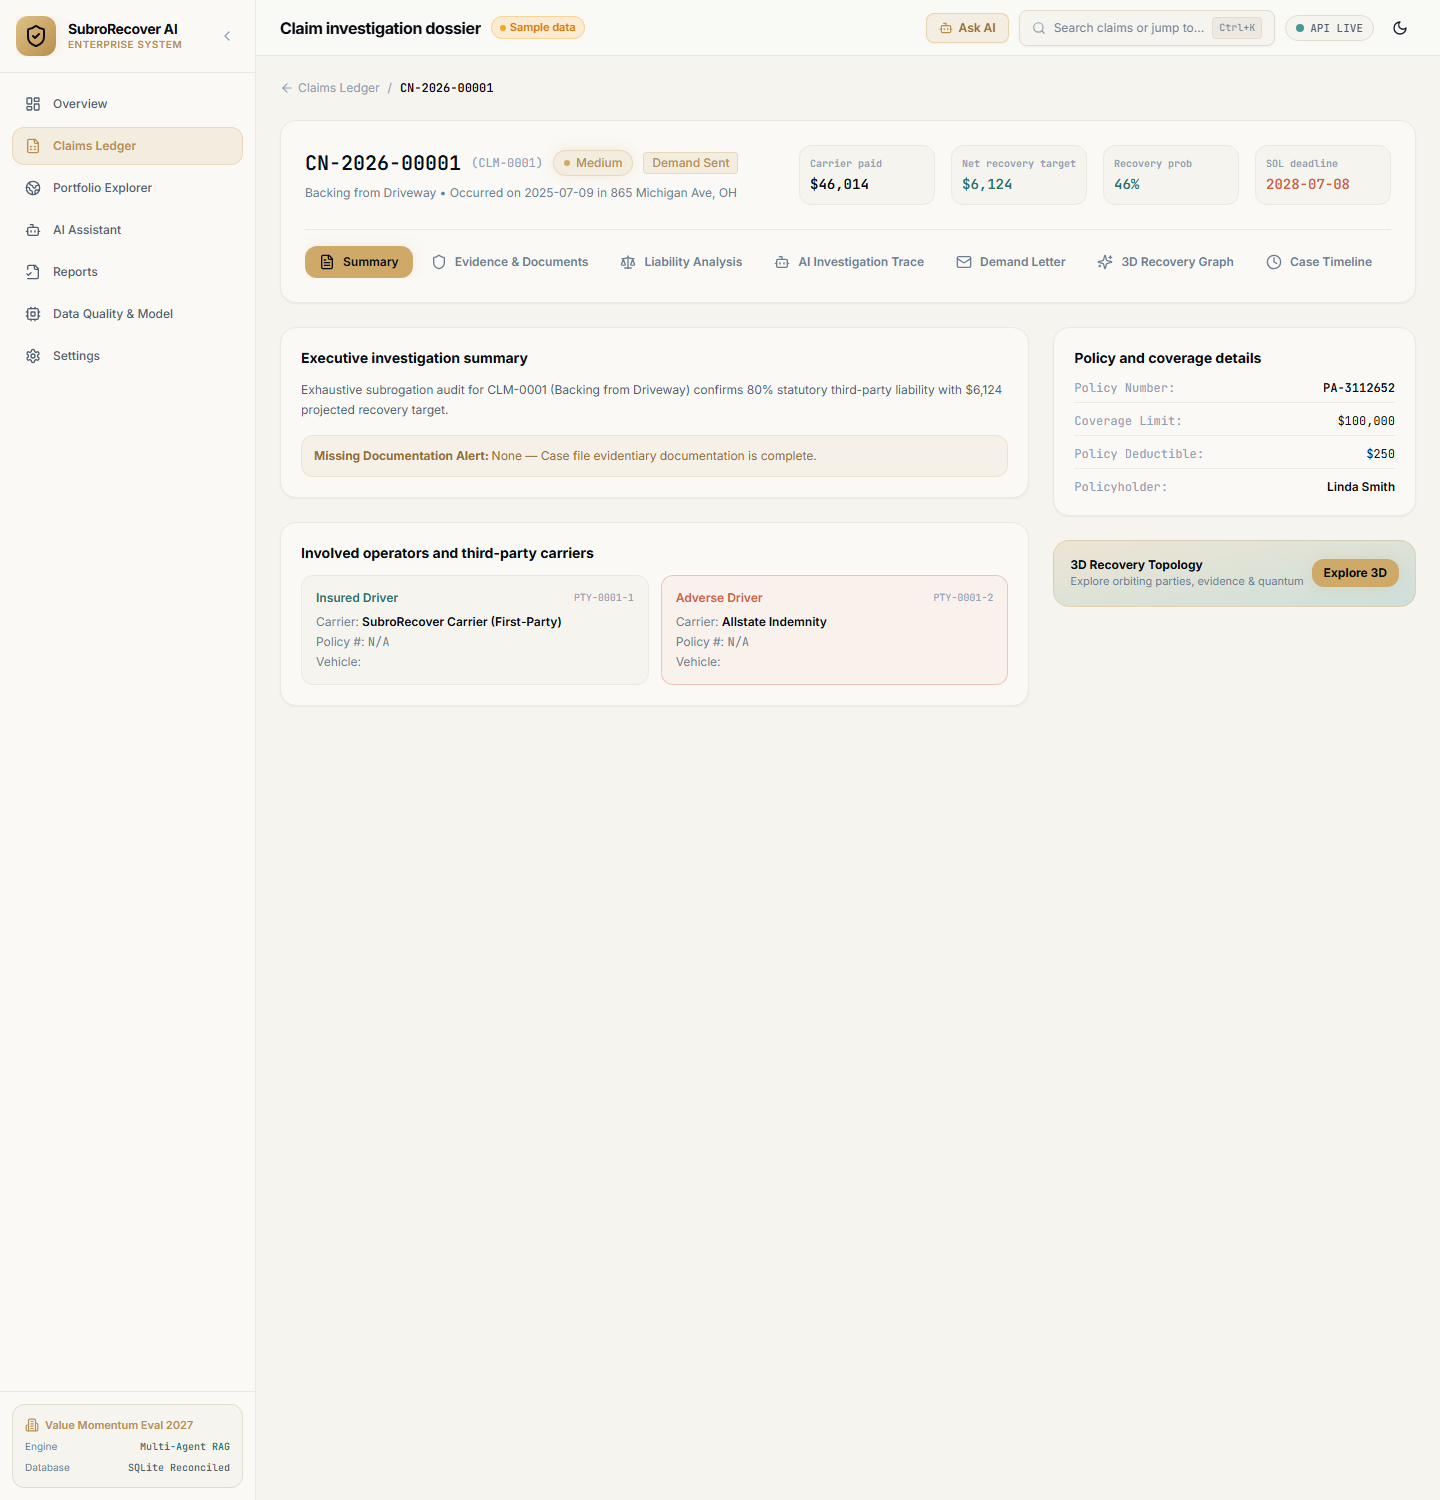 SubroRecover AI
ENTERPRISE SYSTEM
Overview
Claims Ledger
Portfolio Explorer
AI Assistant
Reports
Data Quality & Model
Settings
Value Momentum Eval 2027
Engine Multi-Agent RAG
Database SQLite Reconciled
Claim investigation dossier Sample data Ask AI Search claims or jump to... Ctrl+K API LIVE
Claims Ledger / CN-2026-00001
CN-2026-00001 (CLM-0001) Medium Demand Sent
Backing from Driveway • Occurred on 2025-07-09 in 865 Michigan Ave, OH
Carrier paid
$46,014
Net recovery target
$6,124
Recovery prob
46%
SOL deadline
2028-07-08
Summary Evidence & Documents Liability Analysis AI Investigation Trace Demand Letter 3D Recovery Graph Case Timeline
Executive investigation summary
Exhaustive subrogation audit for CLM-0001 (Backing from Driveway) confirms 80% statutory third-party liability with $6,124
projected recovery target.
Missing Documentation Alert: None — Case file evidentiary documentation is complete.
Involved operators and third-party carriers
Insured Driver PTY-0001-1
Carrier: SubroRecover Carrier (First-Party)
Policy #: N/A
Vehicle:
Adverse Driver PTY-0001-2
Carrier: Allstate Indemnity
Policy #: N/A
Vehicle:
Policy and coverage details
Policy Number: PA-3112652
Coverage Limit: $100,000
Policy Deductible: $250
Policyholder: Linda Smith
3D Recovery Topology
Explore orbiting parties, evidence & quantum
Explore 3D